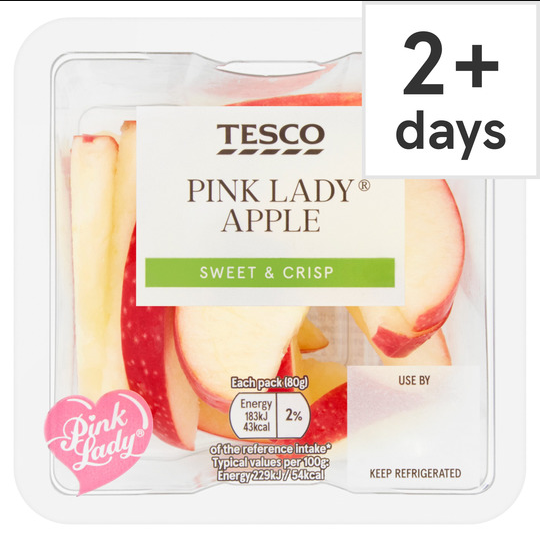 2+
days
TESCO
PINK LADY®
APPLE
SWEET & CRISP
Each pack (80g)
Energy
183kJ
43kcal
2%
of the reference intake*
Typical values per 100g:
Energy 229kJ / 54kcal
Pink
Lady®
USE BY
KEEP REFRIGERATED